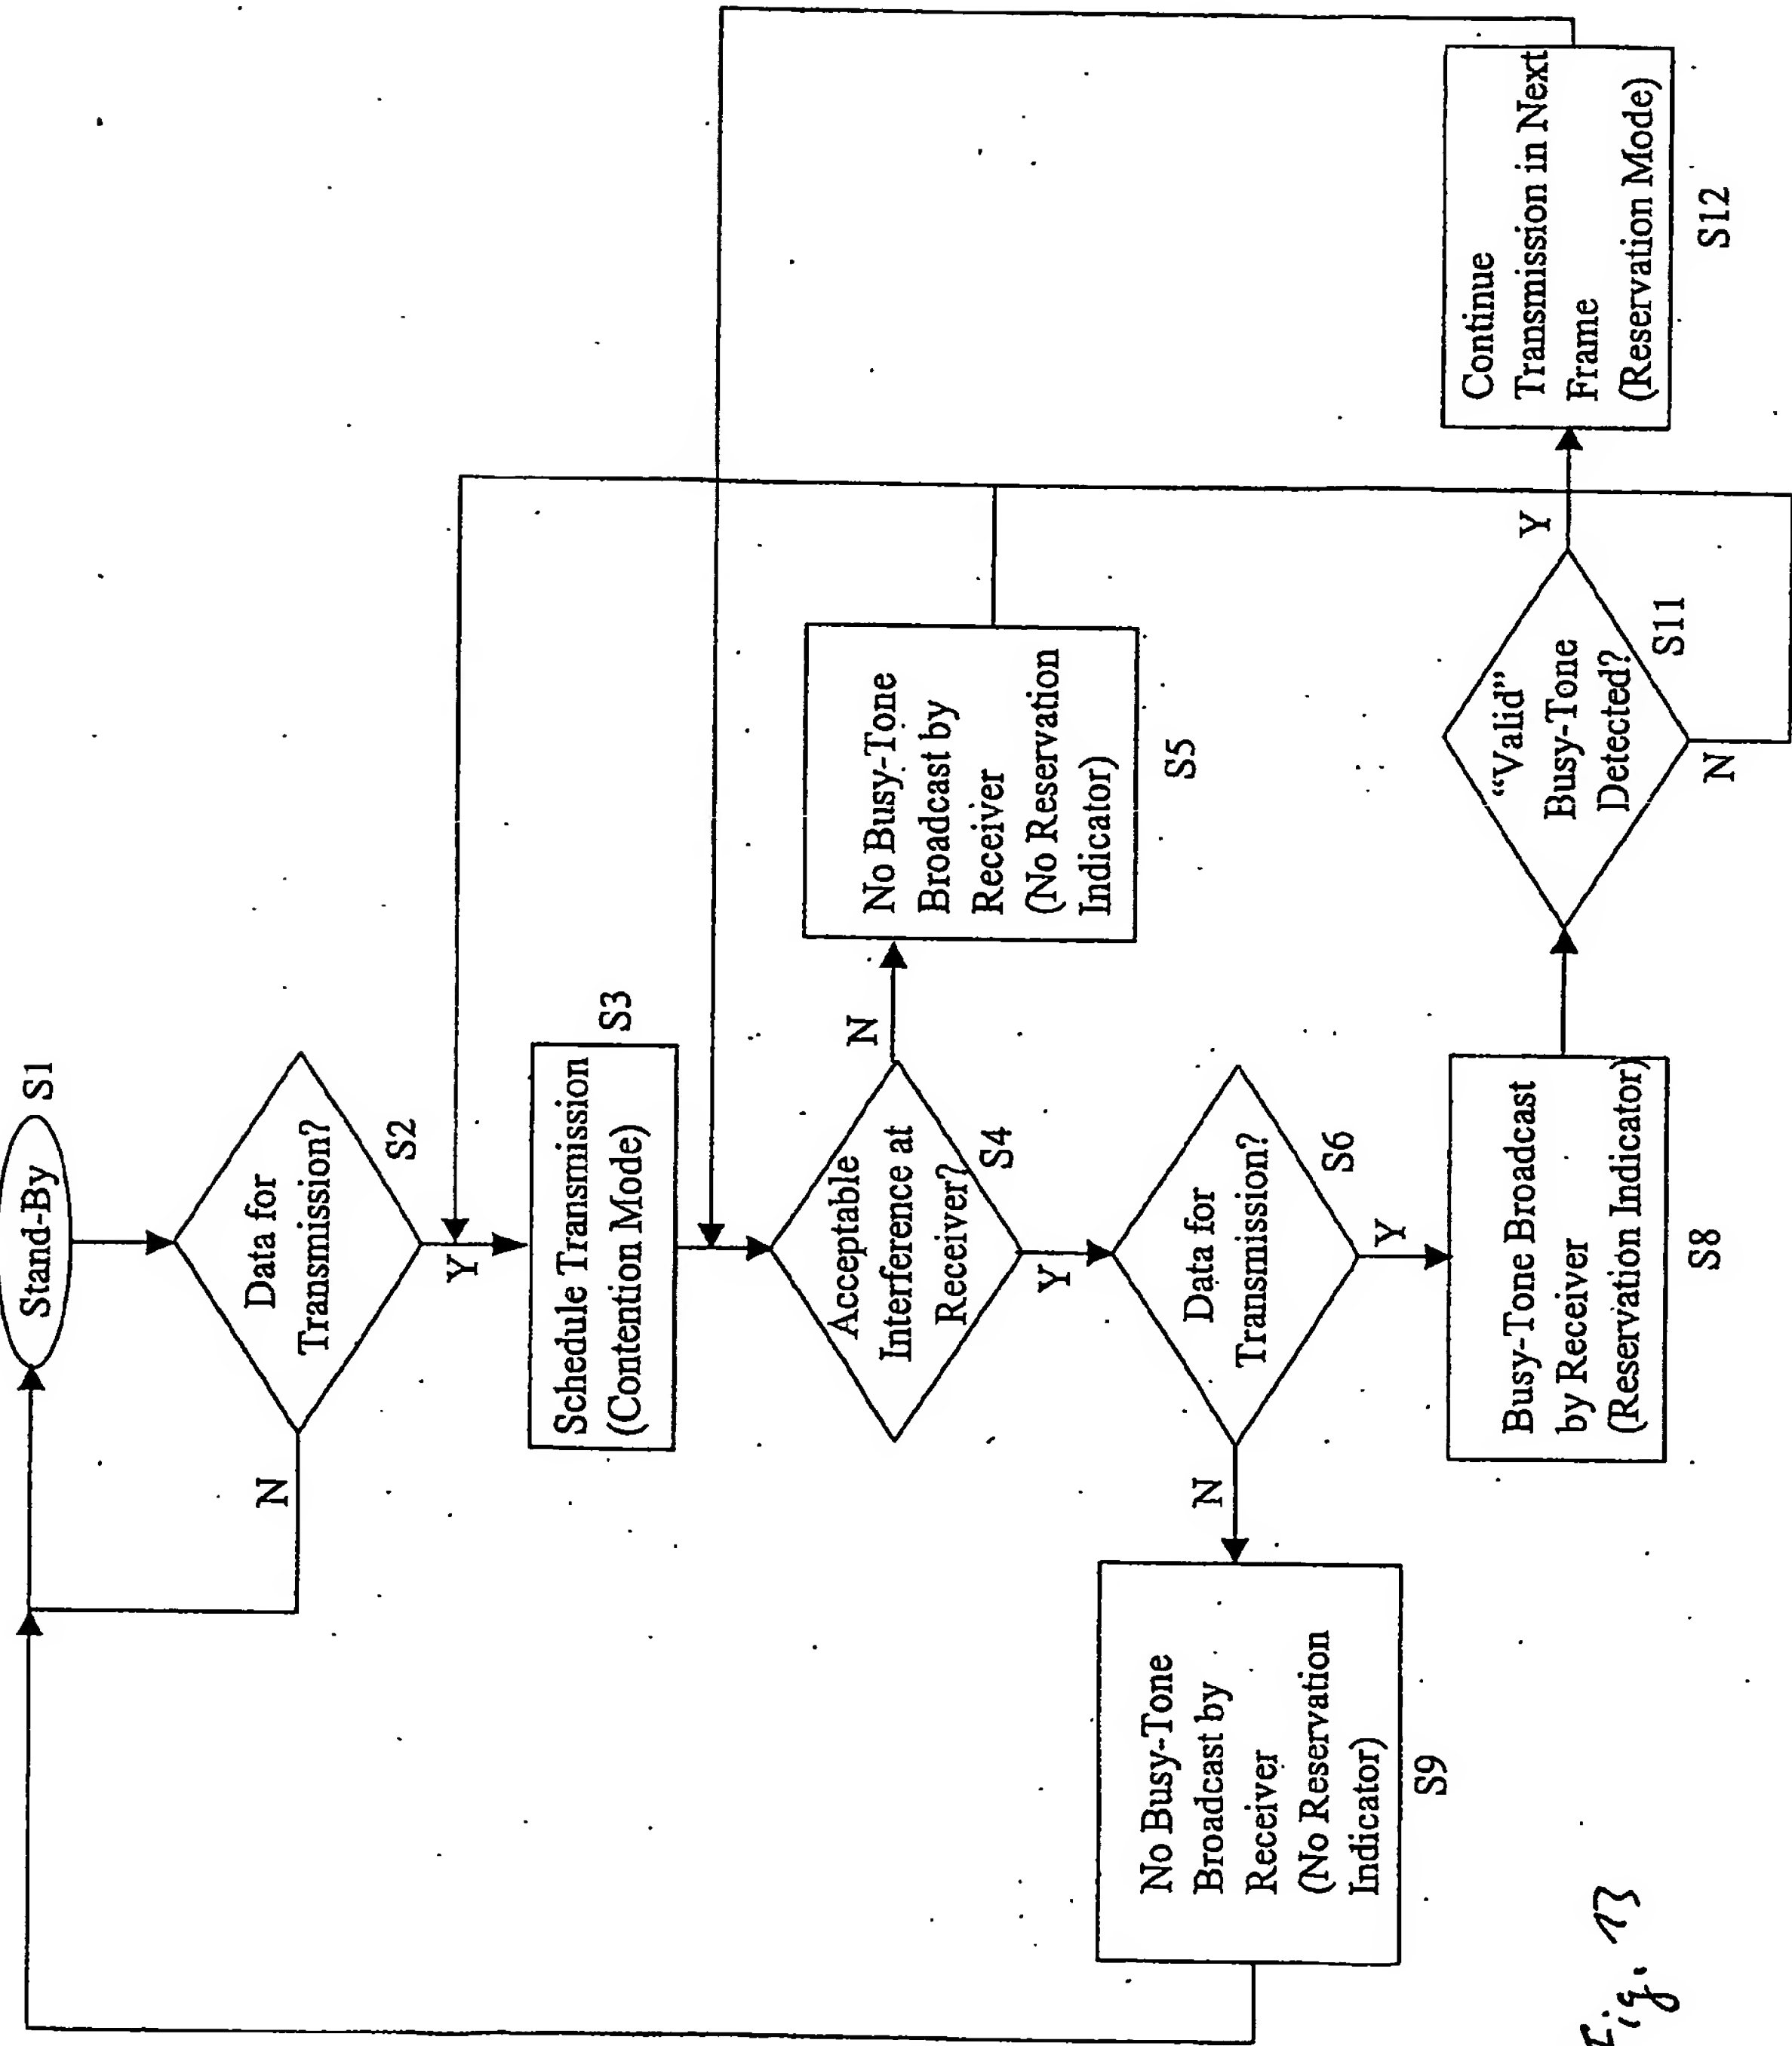 Stand-By
S1
Data for
Transmission?
S2
N
Y
Schedule Transmission
(Contention Mode)
S3
Acceptable
Interference at
Receiver?
S4
N
Y
No Busy-Tone
Broadcast by
Receiver
(No Reservation
Indicator)
S5
Data for
Transmission?
S6
N
Y
No Busy-Tone
Broadcast by
Receiver
(No Reservation
Indicator)
S9
Busy-Tone Broadcast
by Receiver
(Reservation Indicator)
S8
“Valid”
Busy-Tone
Detected?
S11
Y
N
Continue
Transmission in Next
Frame
(Reservation Mode)
S12
Fig. 13